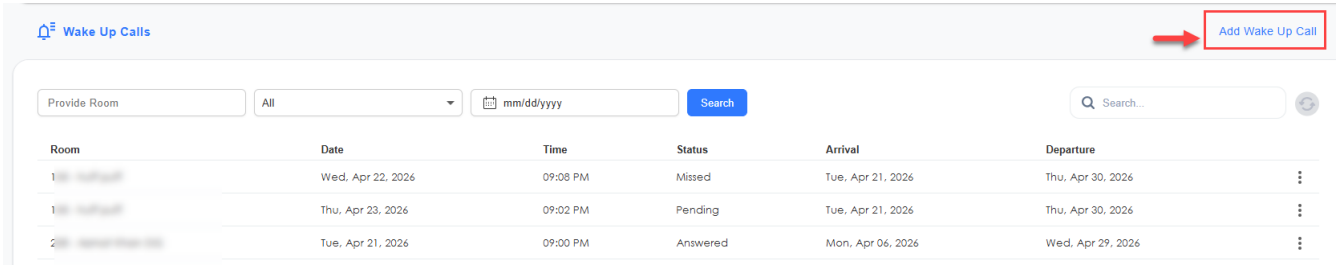 Wake Up Calls Add Wake Up Call
Provide Room All mm/dd/yyyy Search Search...
Room Date Time Status Arrival Departure
Wed, Apr 22, 2026 09:08 PM Missed Tue, Apr 21, 2026 Thu, Apr 30, 2026
Thu, Apr 23, 2026 09:02 PM Pending Tue, Apr 21, 2026 Thu, Apr 30, 2026
Tue, Apr 21, 2026 09:00 PM Answered Mon, Apr 06, 2026 Wed, Apr 29, 2026